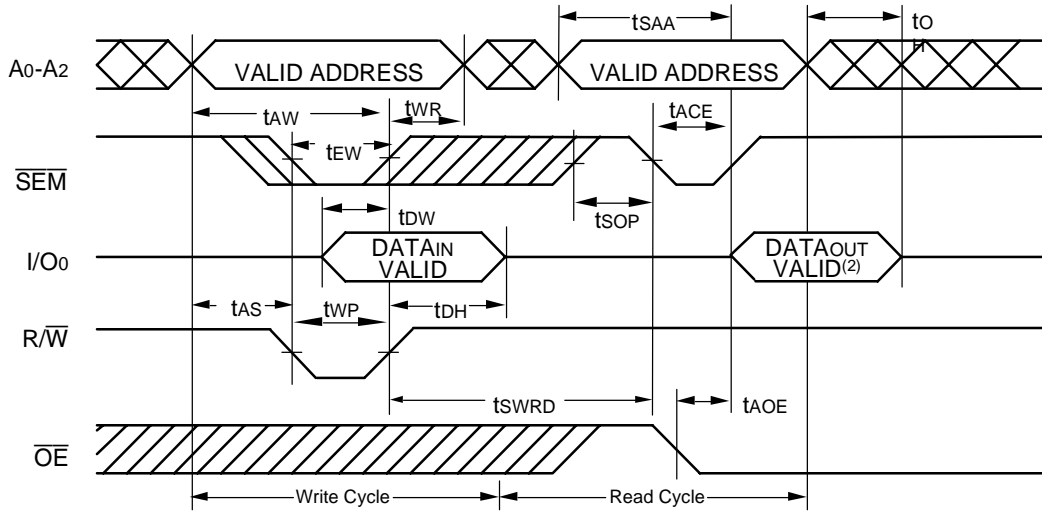 tSAA
tOH
A0-A2
VALID ADDRESS
VALID ADDRESS
tAW
tWR
tACE
tEW
SEM
tSOP
tDW
I/O0
DATAIN
VALID
DATAOUT
VALID(2)
tAS
tWP
tDH
R/W
tSWRD
tAOE
OE
Write Cycle
Read Cycle